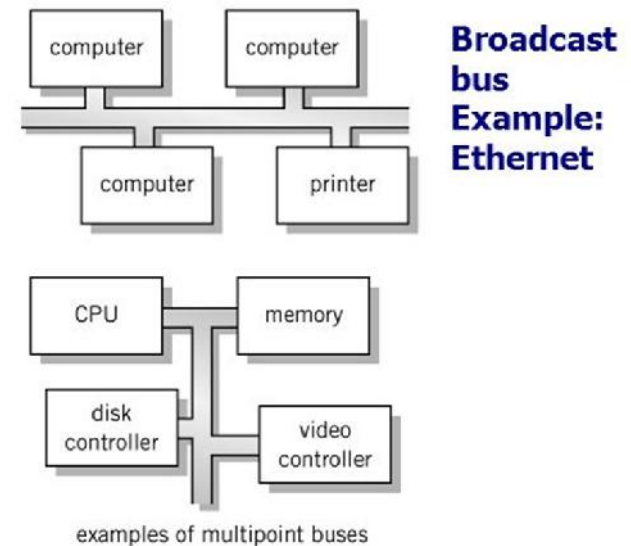 computer
computer
Broadcast
bus
Example:
Ethernet
computer
printer
CPU
memory
disk
controller
video
controller
examples of multipoint buses